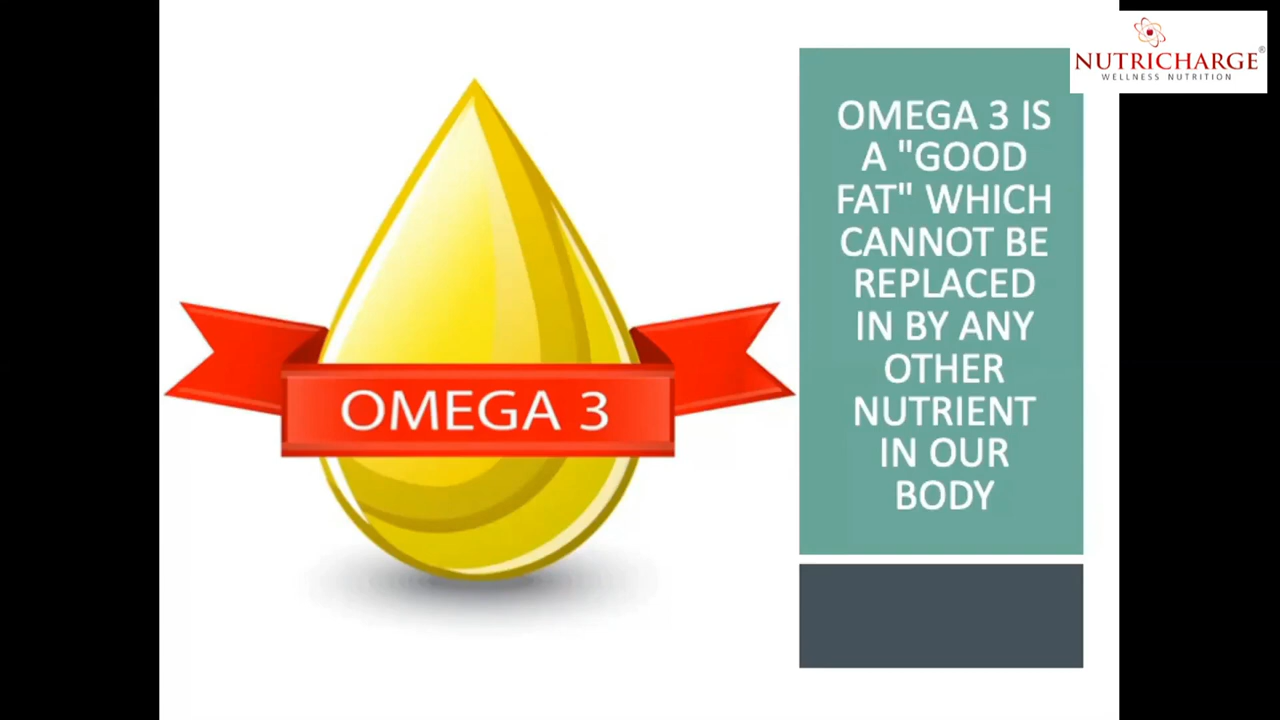 NUTRICHARGE®
WELLNESS NUTRITION
OMEGA 3 IS
A "GOOD
FAT" WHICH
CANNOT BE
REPLACED
IN BY ANY
OTHER
NUTRIENT
IN OUR
BODY
OMEGA 3